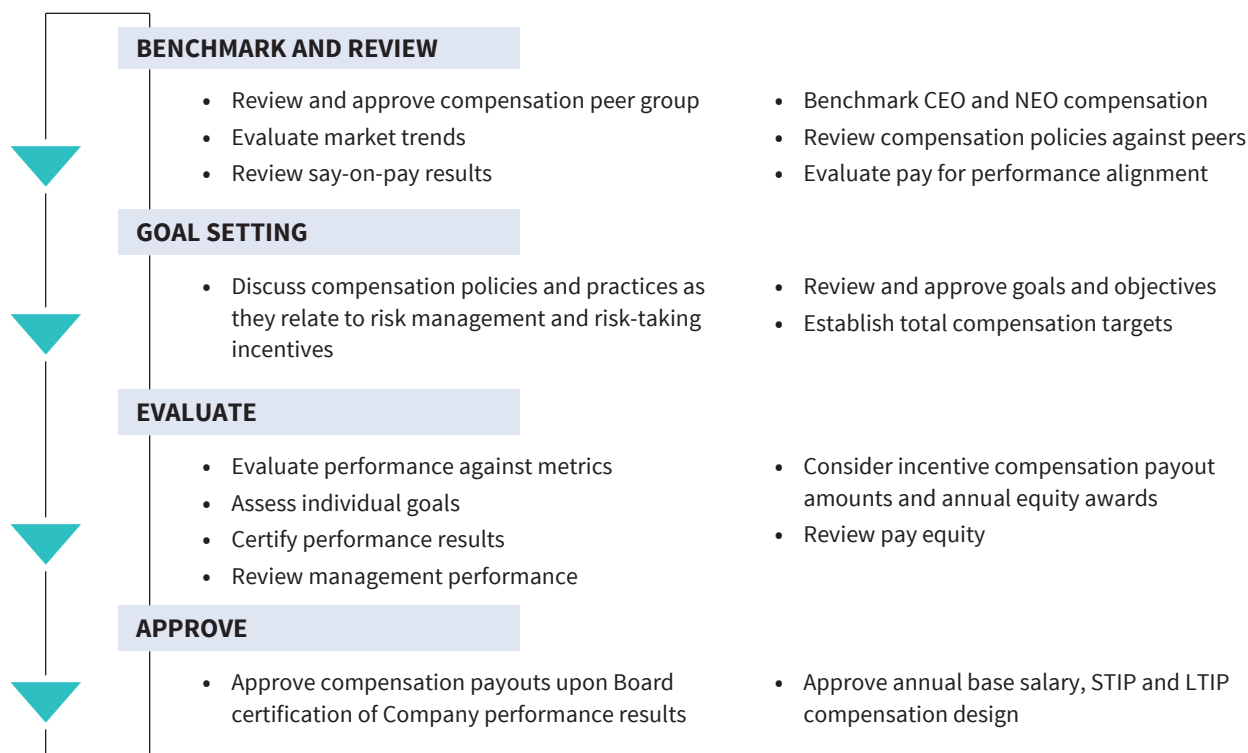 BENCHMARK AND REVIEW
• Review and approve compensation peer group
• Evaluate market trends
• Review say-on-pay results
• Benchmark CEO and NEO compensation
• Review compensation policies against peers
• Evaluate pay for performance alignment
GOAL SETTING
• Discuss compensation policies and practices as
they relate to risk management and risk-taking
incentives
• Review and approve goals and objectives
• Establish total compensation targets
EVALUATE
• Evaluate performance against metrics
• Assess individual goals
• Certify performance results
• Review management performance
• Consider incentive compensation payout
amounts and annual equity awards
• Review pay equity
APPROVE
• Approve compensation payouts upon Board
certification of Company performance results
• Approve annual base salary, STIP and LTIP
compensation design